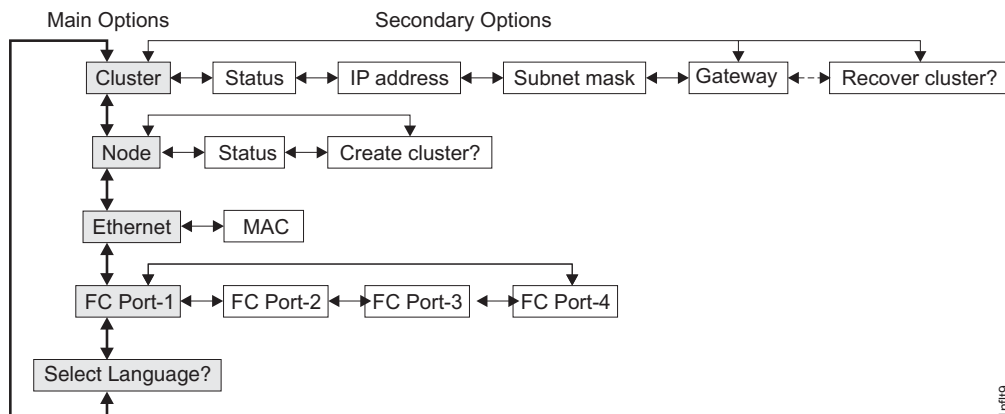 Main Options Secondary Options
Cluster Status IP address Subnet mask Gateway Recover cluster?
Node Status Create cluster?
Ethernet MAC
FC Port-1 FC Port-2 FC Port-3 FC Port-4
Select Language?